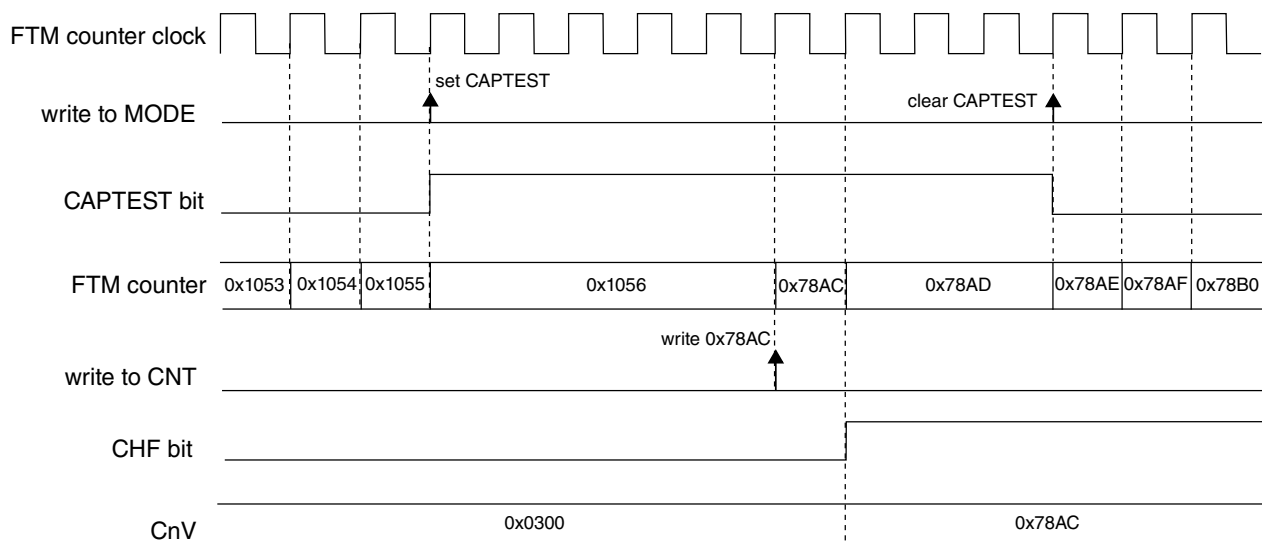 FTM counter clock
set CAPTEST
write to MODE
clear CAPTEST
CAPTEST bit
FTM counter 0x1053 0x1054 0x1055 0x1056 0x78AC 0x78AD 0x78AE 0x78AF 0x78B0
write 0x78AC
write to CNT
CHF bit
CnV 0x0300 0x78AC